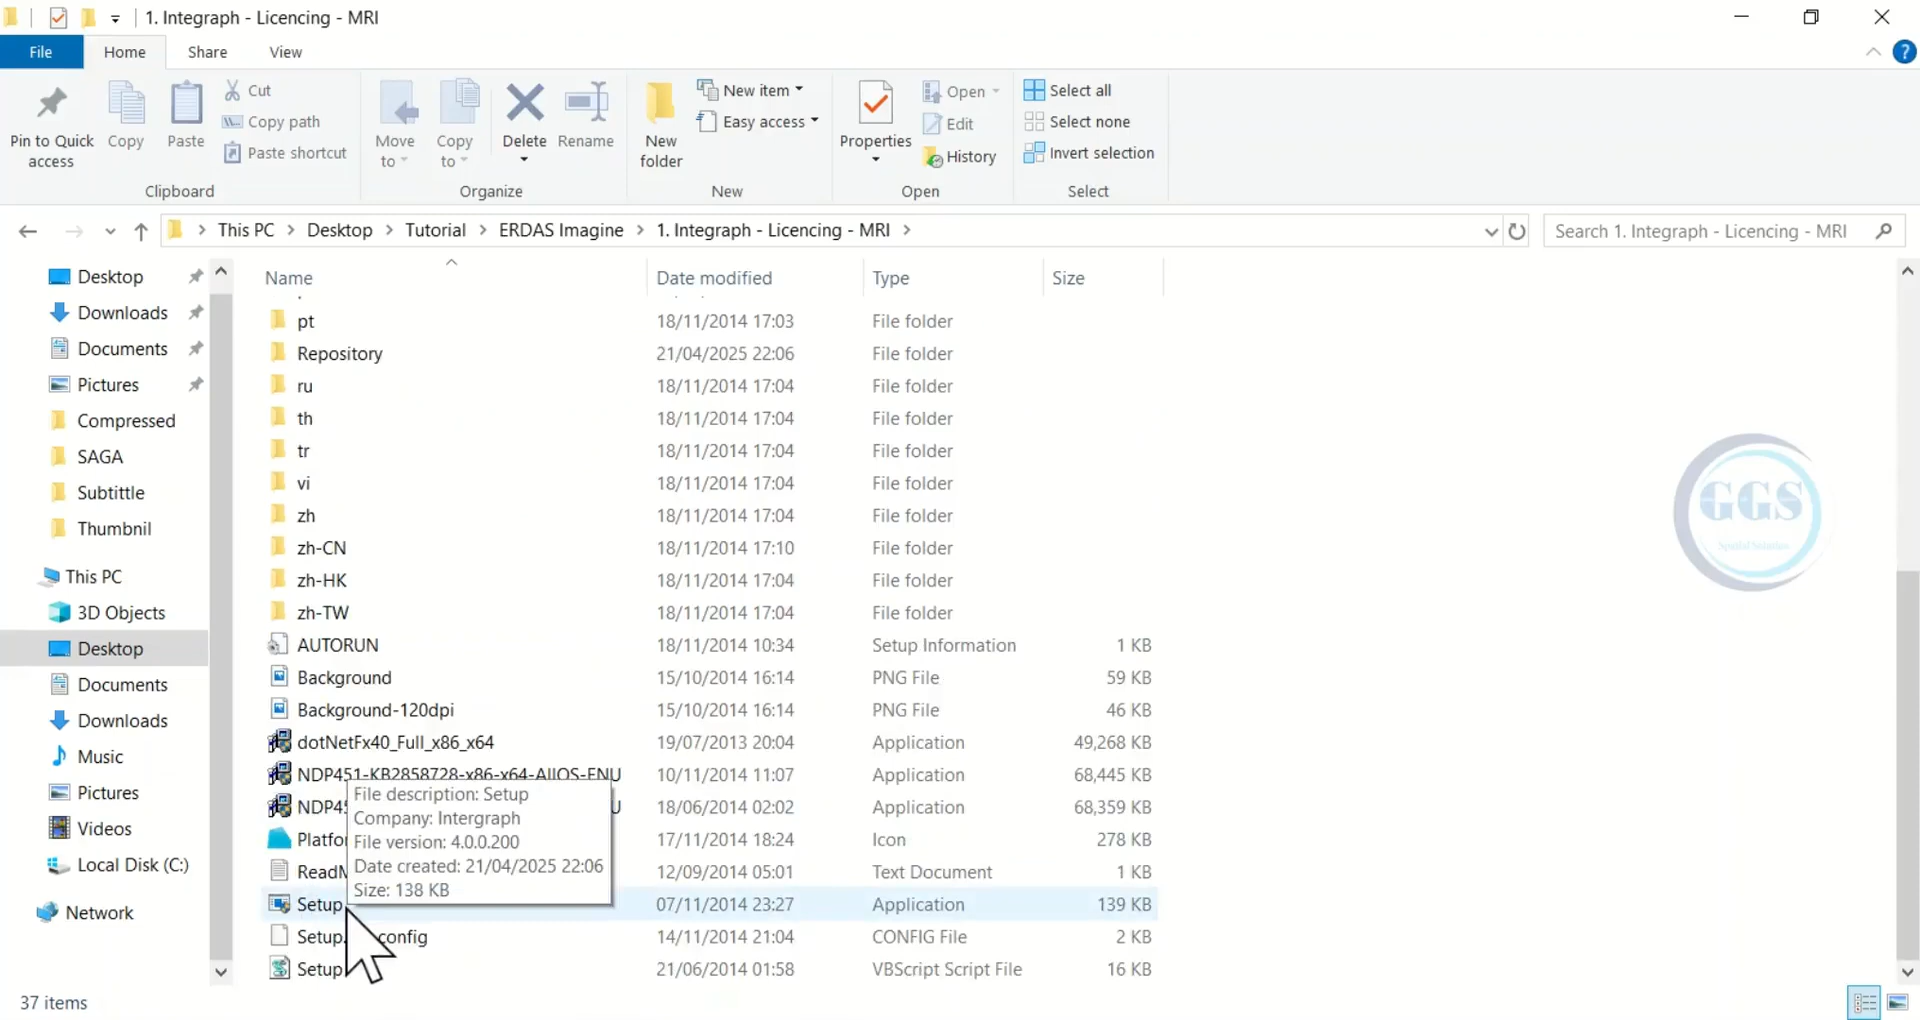 1. Integraph - Licencing - MRI
File Home Share View
Pin to Quick access
Copy
Paste
Cut
Copy path
Paste shortcut
Clipboard
Move to
Copy to
Delete
Rename
Organize
New folder
New item
Easy access
New
Properties
Open
Edit
History
Open
Select all
Select none
Invert selection
Select
This PC > Desktop > Tutorial > ERDAS Imagine > 1. Integraph - Licencing - MRI >
Search 1. Integraph - Licencing - MRI
Desktop
Downloads
Documents
Pictures
Compressed
SAGA
Subtittle
Thumbnil
This PC
3D Objects
Desktop
Documents
Downloads
Music
Pictures
Videos
Local Disk (C:)
Network
Name Date modified Type Size
pt 18/11/2014 17:03 File folder
Repository 21/04/2025 22:06 File folder
ru 18/11/2014 17:04 File folder
th 18/11/2014 17:04 File folder
tr 18/11/2014 17:04 File folder
vi 18/11/2014 17:04 File folder
zh 18/11/2014 17:04 File folder
zh-CN 18/11/2014 17:10 File folder
zh-HK 18/11/2014 17:04 File folder
zh-TW 18/11/2014 17:04 File folder
AUTORUN 18/11/2014 10:34 Setup Information 1 KB
Background 15/10/2014 16:14 PNG File 59 KB
Background-120dpi 15/10/2014 16:14 PNG File 46 KB
dotNetFx40_Full_x86_x64 19/07/2013 20:04 Application 49,268 KB
NDP451-KB2858728-x86-x64-AllOS-ENU 10/11/2014 11:07 Application 68,445 KB
NDP45 U 18/06/2014 02:02 Application 68,359 KB
Platfo 17/11/2014 18:24 Icon 278 KB
ReadM 12/09/2014 05:01 Text Document 1 KB
Setup 07/11/2014 23:27 Application 139 KB
Setup. config 14/11/2014 21:04 CONFIG File 2 KB
Setup 21/06/2014 01:58 VBScript Script File 16 KB
File description: Setup
Company: Intergraph
File version: 4.0.0.200
Date created: 21/04/2025 22:06
Size: 138 KB
GGS
Spatial Solution
37 items